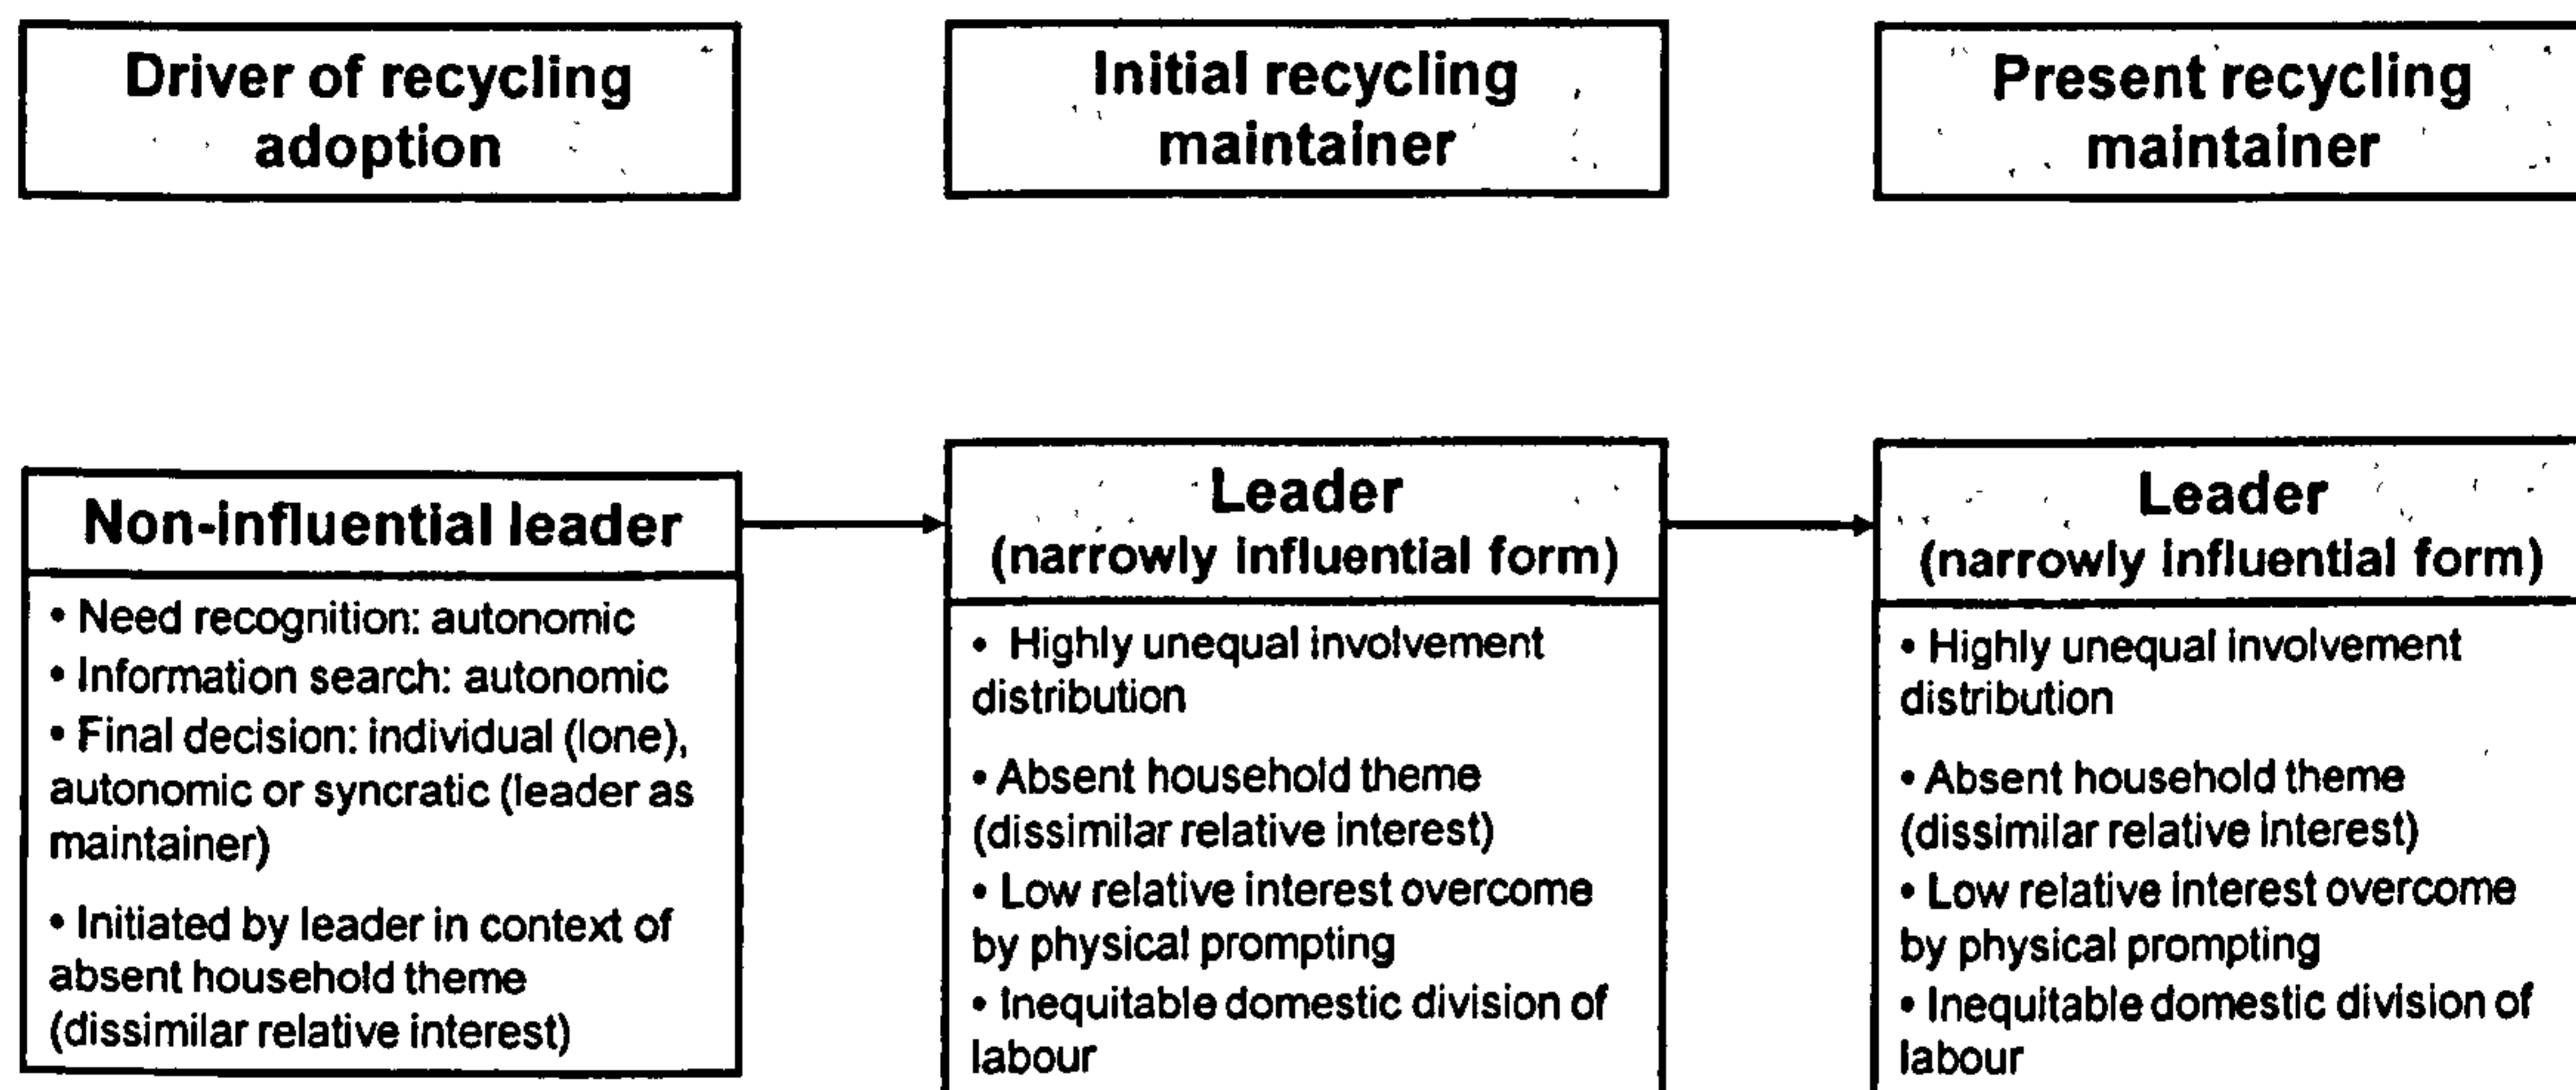 Driver of recycling
adoption
Initial recycling
maintainer
Present recycling
maintainer
Non-influential leader
• Need recognition: autonomic
• Information search: autonomic
• Final decision: individual (lone),
autonomic or syncratic (leader as
maintainer)
• Initiated by leader in context of
absent household theme
(dissimilar relative interest)
Leader
(narrowly influential form)
• Highly unequal involvement
distribution
• Absent household theme
(dissimilar relative interest)
• Low relative interest overcome
by physical prompting
• Inequitable domestic division of
labour
Leader
(narrowly influential form)
• Highly unequal involvement
distribution
• Absent household theme
(dissimilar relative interest)
• Low relative interest overcome
by physical prompting
• Inequitable domestic division of
labour